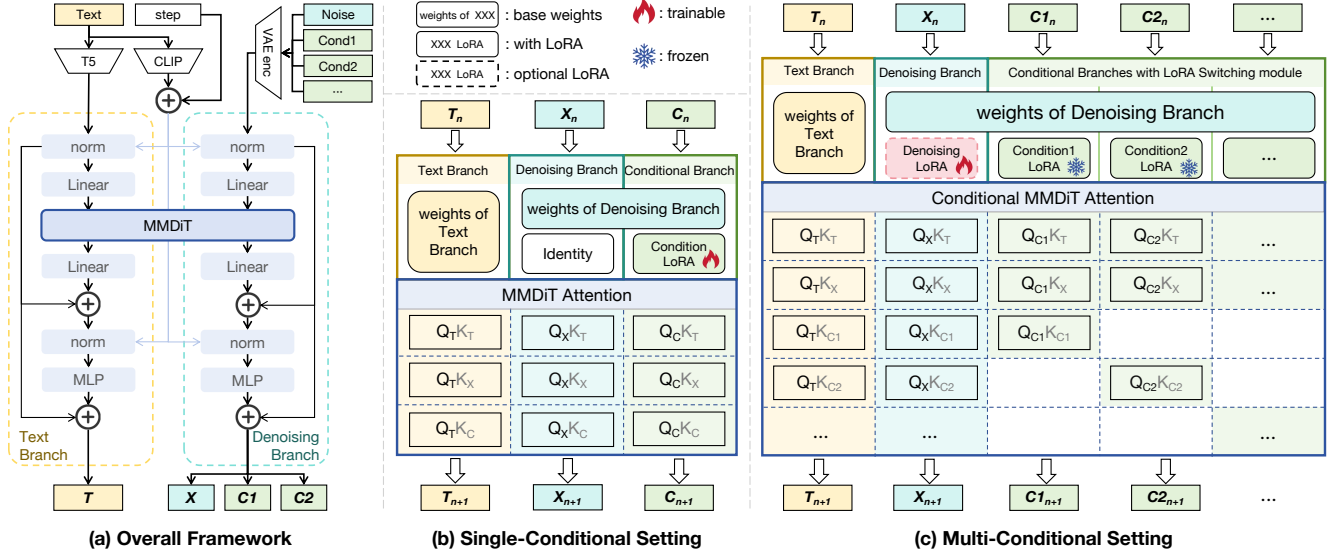 Text
step
Noise
Cond1
Cond2
...
T5
CLIP
VAE enc
norm
norm
Linear
Linear
MMDiT
Linear
Linear
norm
norm
MLP
MLP
Text
Branch
Denoising
Branch
T
X
C1
C2
(a) Overall Framework
weights of XXX : base weights
XXX LoRA : with LoRA
XXX LoRA : optional LoRA
: trainable
: frozen
Tn
Xn
Cn
Text Branch
Denoising Branch
Conditional Branch
weights of
Text
Branch
weights of Denoising Branch
Identity
Condition
LoRA
MMDiT Attention
QTKT
QXKT
QCKT
QTKX
QXKX
QCKX
QTKC
QXKC
QCKC
Tn+1
Xn+1
Cn+1
(b) Single-Conditional Setting
Tn
Xn
C1n
C2n
...
Text Branch
Denoising Branch
Conditional Branches with LoRA Switching module
weights of
Text
Branch
weights of Denoising Branch
Denoising
LoRA
Condition1
LoRA
Condition2
LoRA
...
Conditional MMDiT Attention
QTKT
QXKT
QC1KT
QC2KT
...
QTKX
QXKX
QC1KX
QC2KX
...
QTKC1
QXKC1
QC1KC1
QTKC2
QXKC2
QC2KC2
...
...
...
Tn+1
Xn+1
C1n+1
C2n+1
...
(c) Multi-Conditional Setting